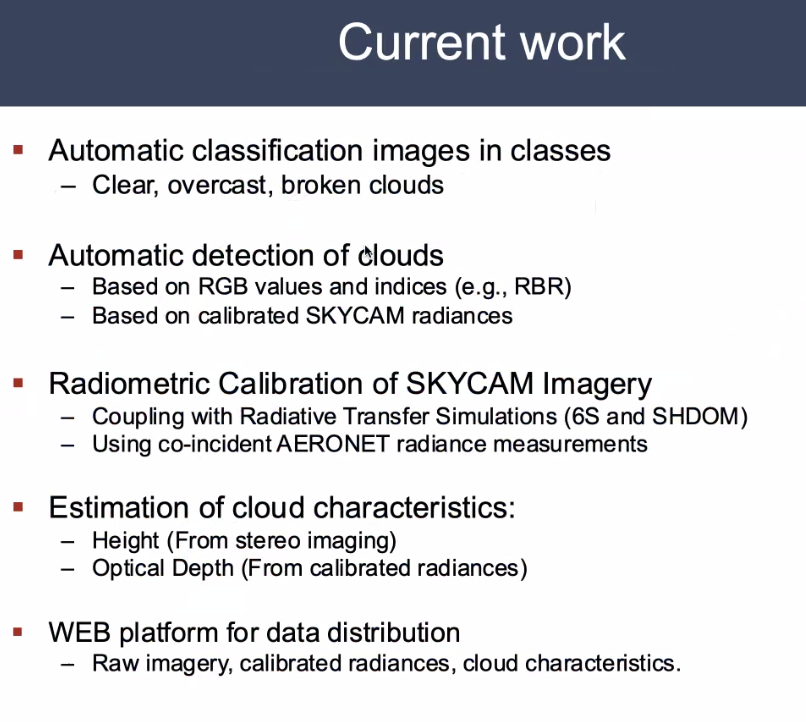 Current work
▪ Automatic classification images in classes
– Clear, overcast, broken clouds
▪ Automatic detection of clouds
– Based on RGB values and indices (e.g., RBR)
– Based on calibrated SKYCAM radiances
▪ Radiometric Calibration of SKYCAM Imagery
– Coupling with Radiative Transfer Simulations (6S and SHDOM)
– Using co-incident AERONET radiance measurements
▪ Estimation of cloud characteristics:
– Height (From stereo imaging)
– Optical Depth (From calibrated radiances)
▪ WEB platform for data distribution
– Raw imagery, calibrated radiances, cloud characteristics.